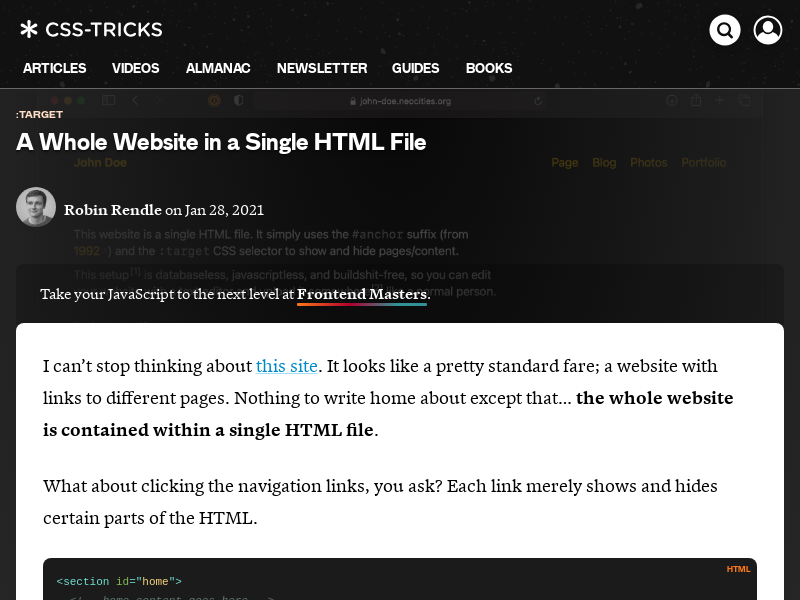 CSS-TRICKS
ARTICLES VIDEOS ALMANAC NEWSLETTER GUIDES BOOKS
john-doe.neocities.org
:TARGET
A Whole Website in a Single HTML File
John Doe
Page Blog Photos Portfolio
Robin Rendle on Jan 28, 2021
This website is a single HTML file. It simply uses the #anchor suffix (from
1992 ) and the :target CSS selector to show and hide pages/content.
This setup[1] is databaseless, javascriptless, and buildshit-free, so you can edit
Take your JavaScript to the next level at Frontend Masters.
normal person.
I can't stop thinking about this site. It looks like a pretty standard fare; a website with
links to different pages. Nothing to write home about except that… the whole website
is contained within a single HTML file.
What about clicking the navigation links, you ask? Each link merely shows and hides
certain parts of the HTML.
HTML
<section id="home">
<!-- home content goes here -->